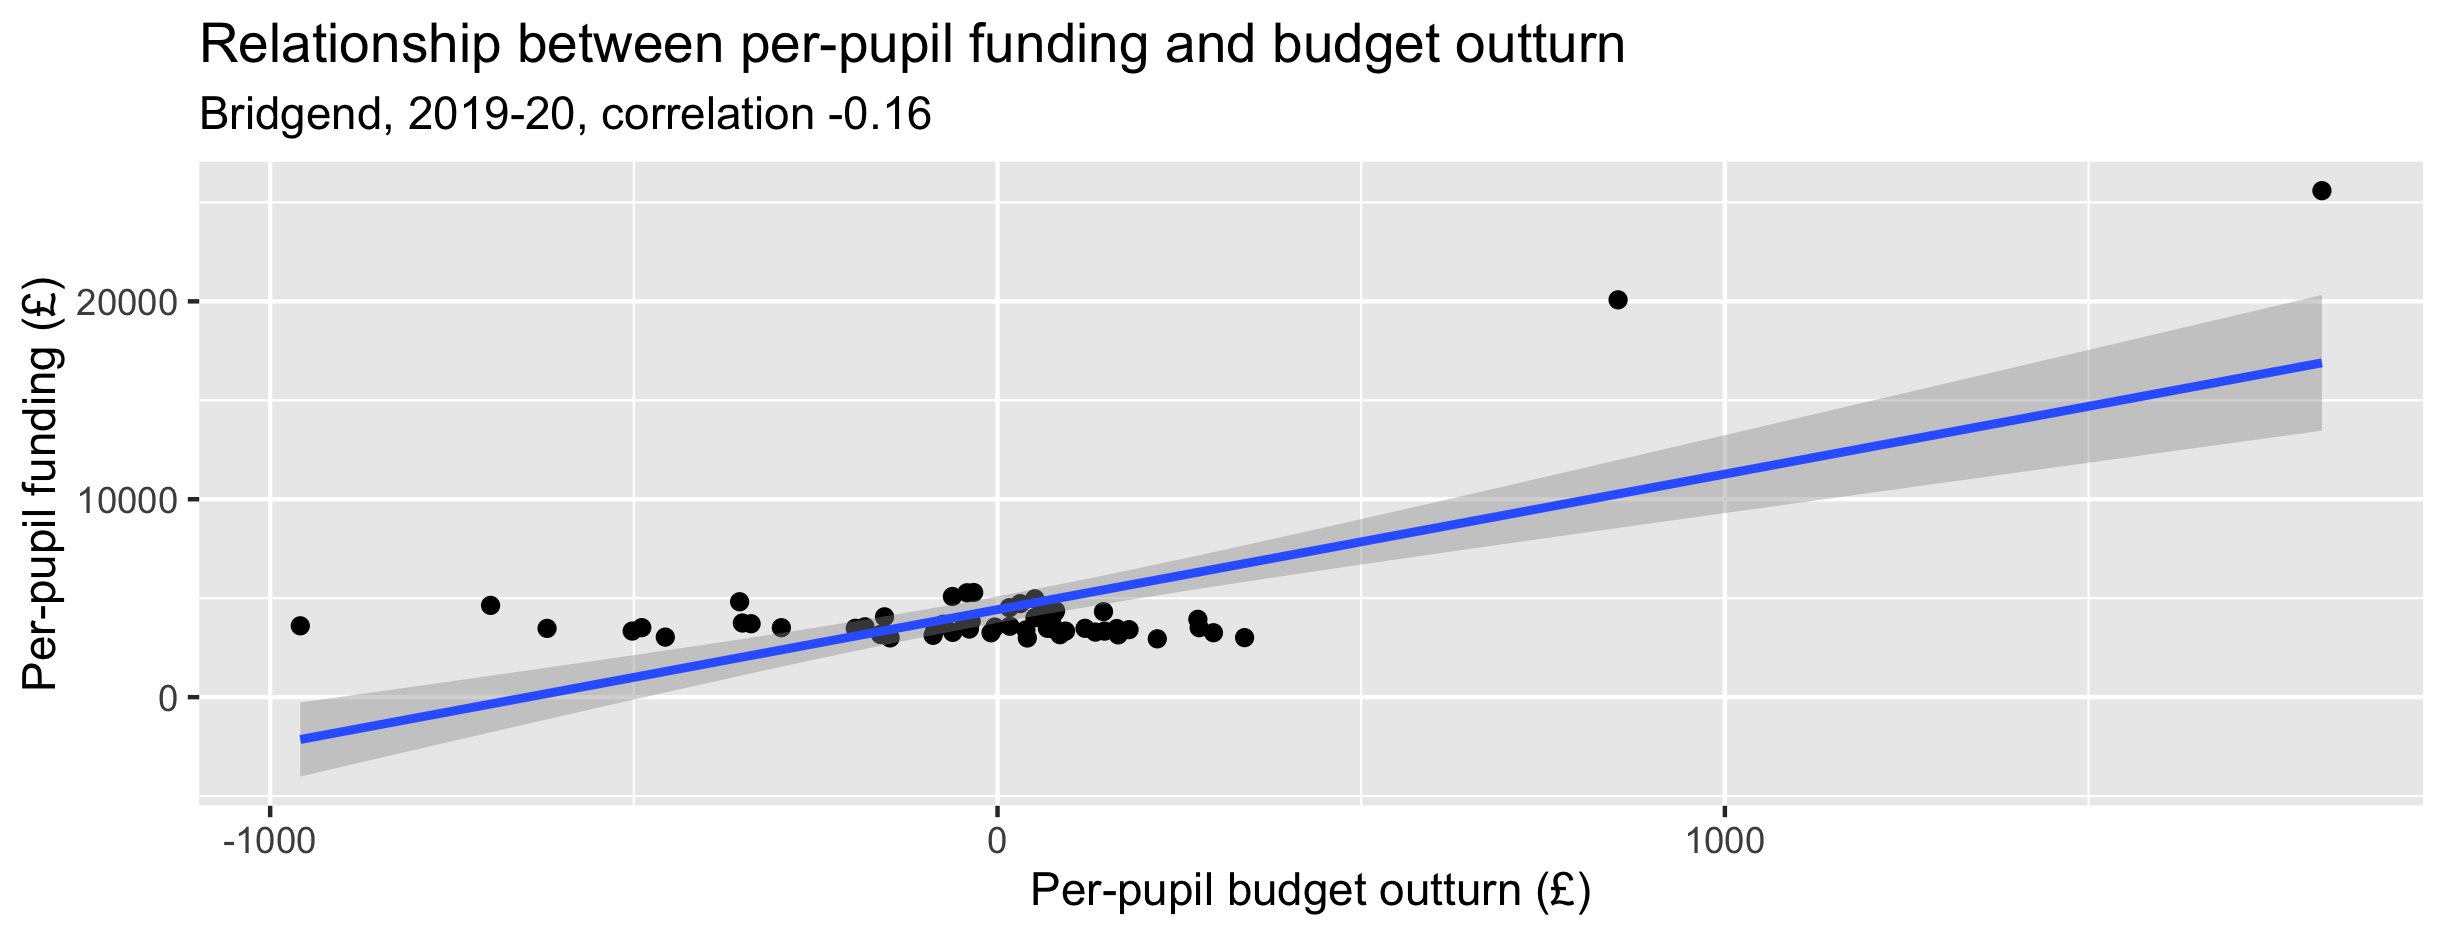 Relationship between per-pupil funding and budget outturn
Bridgend, 2019-20, correlation -0.16
Per-pupil funding (£)
20000
10000
0
-1000
0
1000
Per-pupil budget outturn (£)